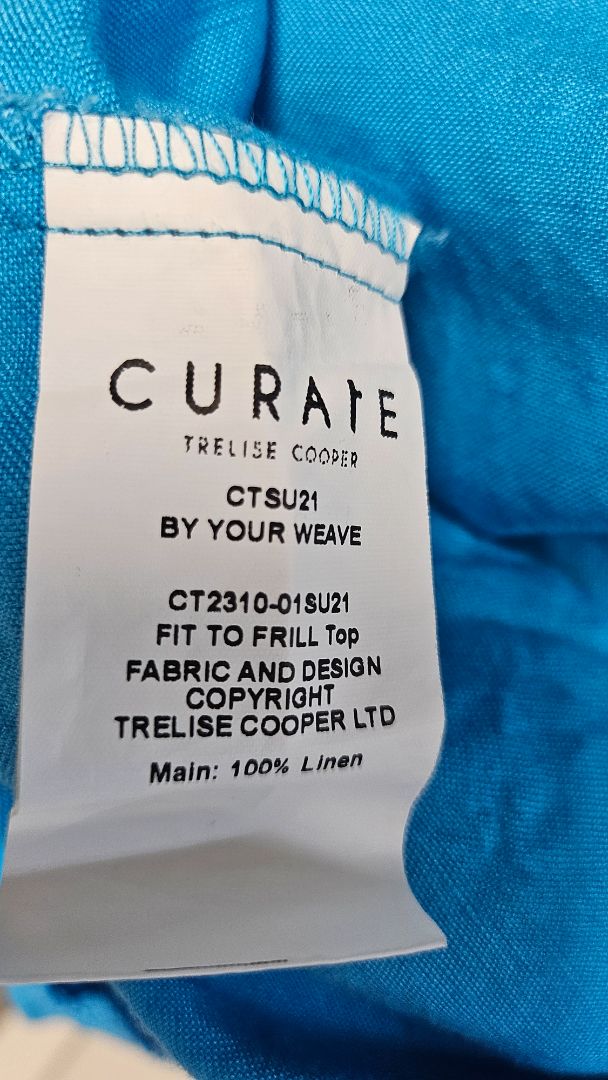 CURATE
TRELISE COOPER
CTSU21
BY YOUR WEAVE
CT2310-01SU21
FIT TO FRILL Top
FABRIC AND DESIGN
COPYRIGHT
TRELISE COOPER LTD
Main: 100% Linen